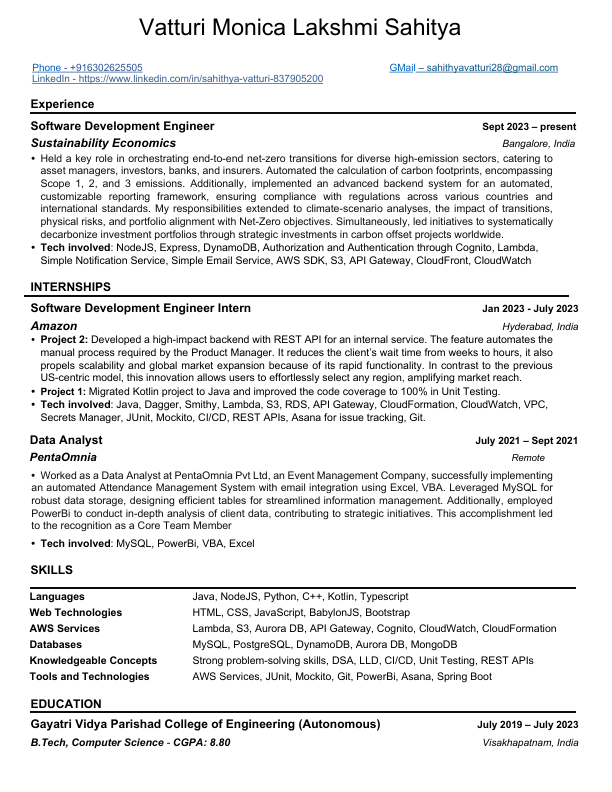 Vatturi Monica Lakshmi Sahitya
Phone - +916302625505 GMail – sahithyavatturi28@gmail.com
LinkedIn - https://www.linkedin.com/in/sahithya-vatturi-837905200
Experience
Software Development Engineer Sept 2023 – present
Sustainability Economics Bangalore, India
• Held a key role in orchestrating end-to-end net-zero transitions for diverse high-emission sectors, catering to
asset managers, investors, banks, and insurers. Automated the calculation of carbon footprints, encompassing
Scope 1, 2, and 3 emissions. Additionally, implemented an advanced backend system for an automated,
customizable reporting framework, ensuring compliance with regulations across various countries and
international standards. My responsibilities extended to climate-scenario analyses, the impact of transitions,
physical risks, and portfolio alignment with Net-Zero objectives. Simultaneously, led initiatives to systematically
decarbonize investment portfolios through strategic investments in carbon offset projects worldwide.
• Tech involved: NodeJS, Express, DynamoDB, Authorization and Authentication through Cognito, Lambda,
Simple Notification Service, Simple Email Service, AWS SDK, S3, API Gateway, CloudFront, CloudWatch
INTERNSHIPS
Software Development Engineer Intern Jan 2023 - July 2023
Amazon Hyderabad, India
• Project 2: Developed a high-impact backend with REST API for an internal service. The feature automates the
manual process required by the Product Manager. It reduces the client's wait time from weeks to hours, it also
propels scalability and global market expansion because of its rapid functionality. In contrast to the previous
US-centric model, this innovation allows users to effortlessly select any region, amplifying market reach.
• Project 1: Migrated Kotlin project to Java and improved the code coverage to 100% in Unit Testing.
• Tech involved: Java, Dagger, Smithy, Lambda, S3, RDS, API Gateway, CloudFormation, CloudWatch, VPC,
Secrets Manager, JUnit, Mockito, CI/CD, REST APIs, Asana for issue tracking, Git.
Data Analyst July 2021 – Sept 2021
PentaOmnia Remote
• Worked as a Data Analyst at PentaOmnia Pvt Ltd, an Event Management Company, successfully implementing
an automated Attendance Management System with email integration using Excel, VBA. Leveraged MySQL for
robust data storage, designing efficient tables for streamlined information management. Additionally, employed
PowerBi to conduct in-depth analysis of client data, contributing to strategic initiatives. This accomplishment led
to the recognition as a Core Team Member
• Tech involved: MySQL, PowerBi, VBA, Excel
SKILLS
Languages Java, NodeJS, Python, C++, Kotlin, Typescript
Web Technologies HTML, CSS, JavaScript, BabylonJS, Bootstrap
AWS Services Lambda, S3, Aurora DB, API Gateway, Cognito, CloudWatch, CloudFormation
Databases MySQL, PostgreSQL, DynamoDB, Aurora DB, MongoDB
Knowledgeable Concepts Strong problem-solving skills, DSA, LLD, CI/CD, Unit Testing, REST APIs
Tools and Technologies AWS Services, JUnit, Mockito, Git, PowerBi, Asana, Spring Boot
EDUCATION
Gayatri Vidya Parishad College of Engineering (Autonomous) July 2019 – July 2023
B.Tech, Computer Science - CGPA: 8.80 Visakhapatnam, India